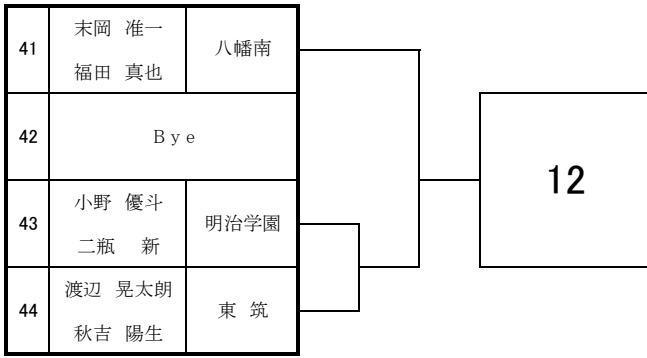 41 末岡 准一 八幡南
福田 真也
42 Bye
43 小野 優斗 明治学園
二瓶 新
44 渡辺 晃太朗 東 筑
秋吉 陽生
12